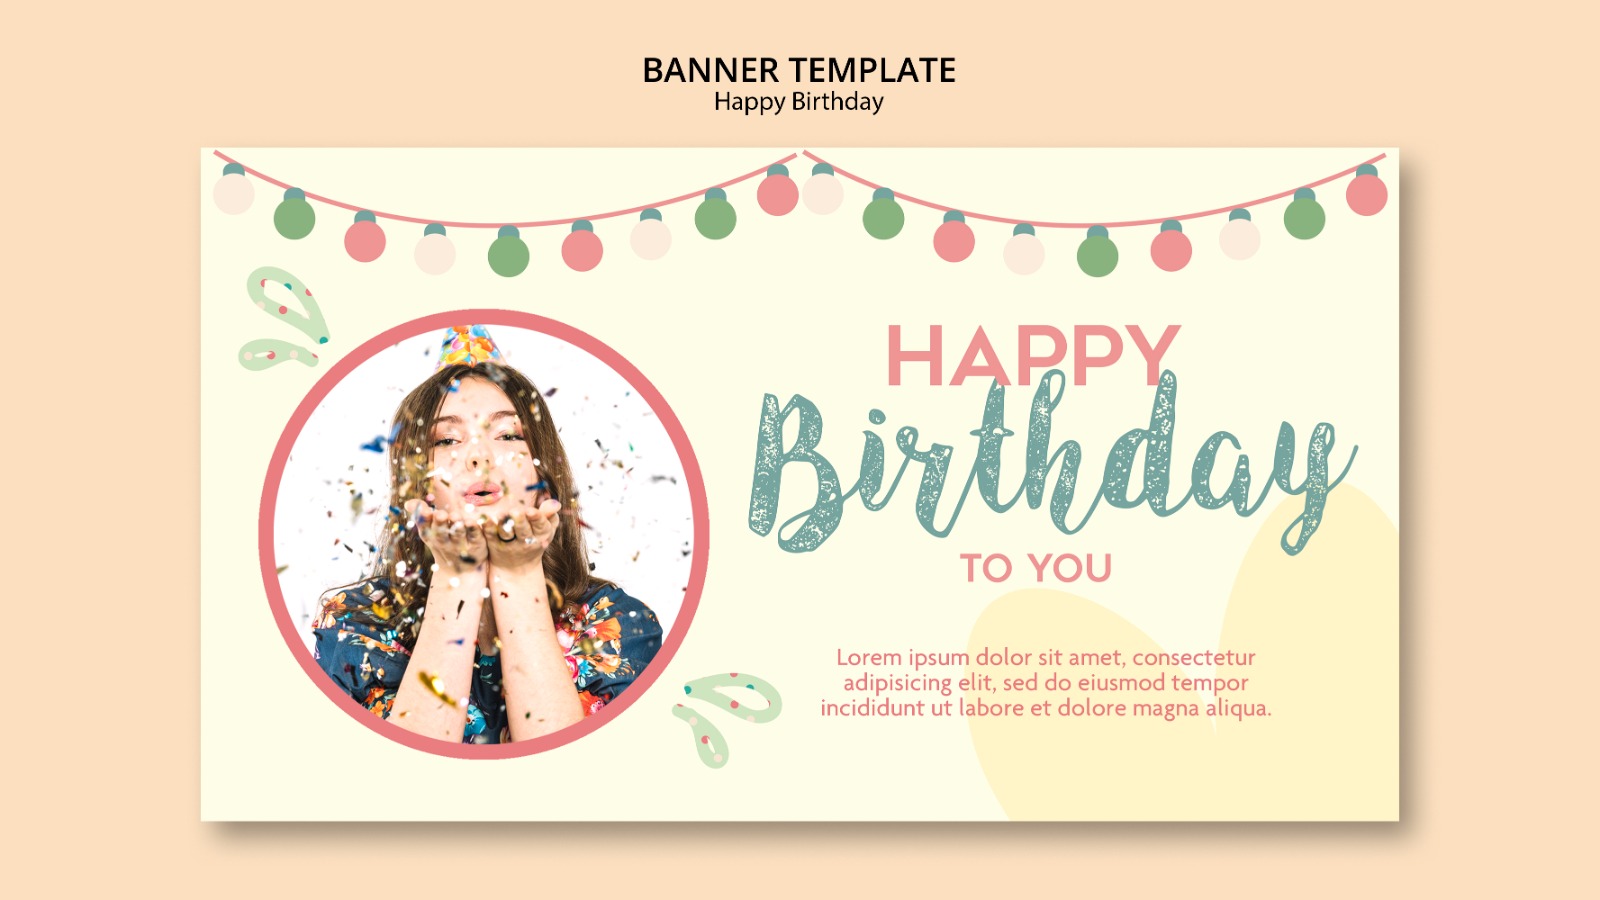 BANNER TEMPLATE
Happy Birthday
HAPPY
Birthday
TO YOU
Lorem ipsum dolor sit amet, consectetur
adipisicing elit, sed do eiusmod tempor
incididunt ut labore et dolore magna aliqua.